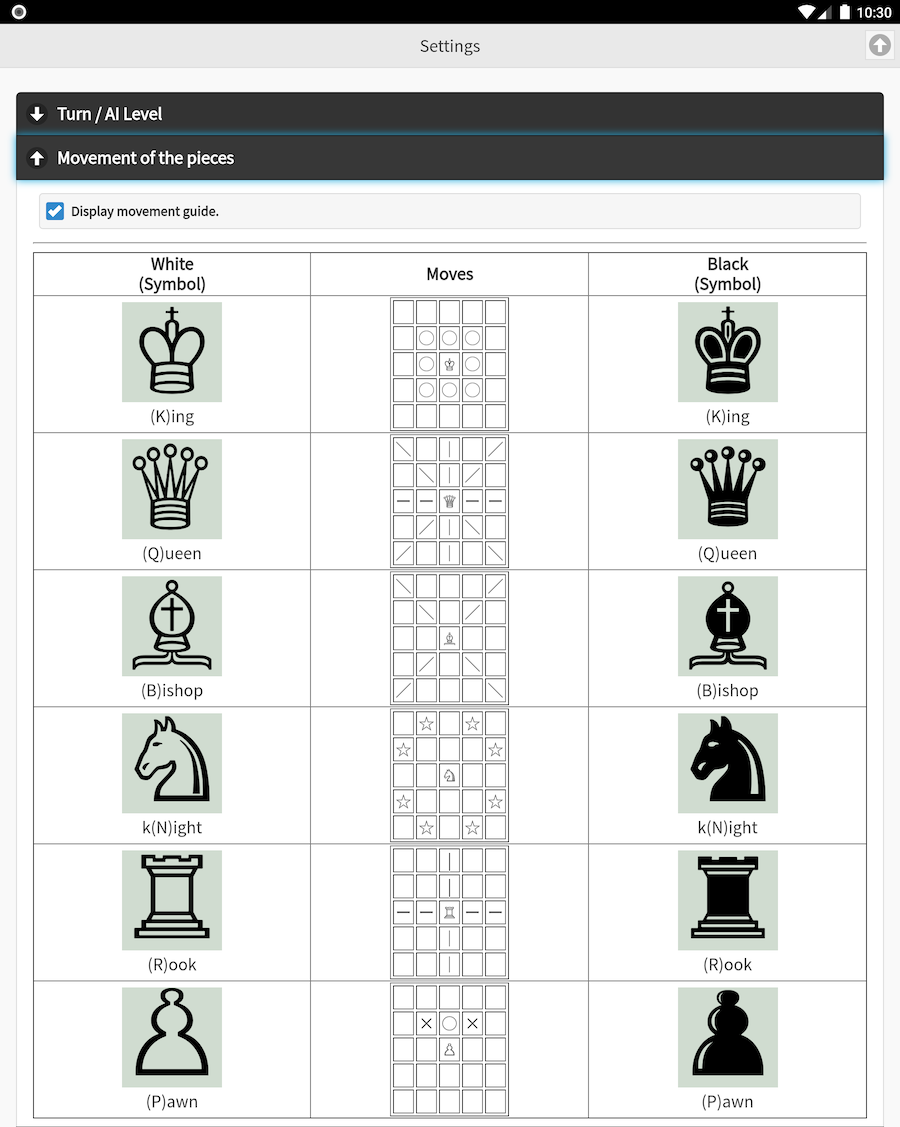 10:30
Settings
Turn / AI Level
Movement of the pieces
Display movement guide.
White
(Symbol)
Moves
Black
(Symbol)
(K)ing
(K)ing
(Q)ueen
(Q)ueen
(B)ishop
(B)ishop
k(N)ight
k(N)ight
(R)ook
(R)ook
(P)awn
(P)awn